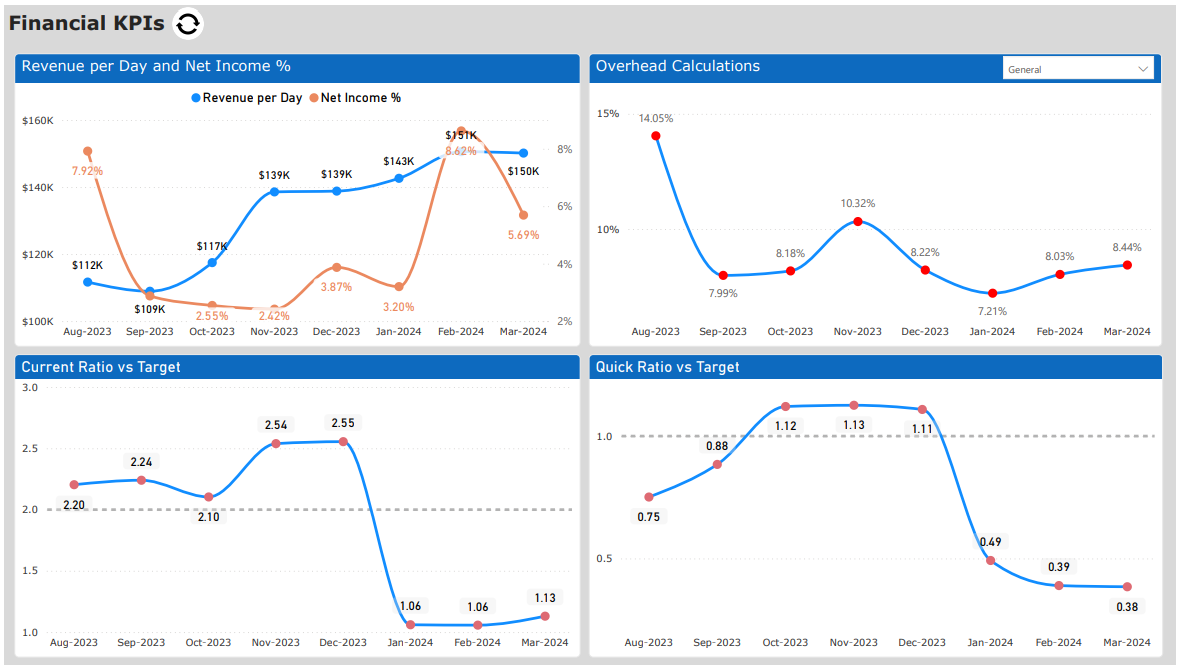 Financial KPIs
Revenue per Day and Net Income %
Revenue per Day Net Income %
$160K
$140K
$120K
$100K
8%
6%
4%
2%
$112K
$109K
$117K
$139K
$139K
$143K
$151K
$150K
7.92%
2.55%
2.42%
3.87%
3.20%
8.62%
5.69%
Aug-2023 Sep-2023 Oct-2023 Nov-2023 Dec-2023 Jan-2024 Feb-2024 Mar-2024
Overhead Calculations
General
15%
10%
14.05%
7.99%
8.18%
10.32%
8.22%
7.21%
8.03%
8.44%
Aug-2023 Sep-2023 Oct-2023 Nov-2023 Dec-2023 Jan-2024 Feb-2024 Mar-2024
Current Ratio vs Target
3.0
2.5
2.0
1.5
1.0
2.20
2.24
2.10
2.54
2.55
1.06
1.06
1.13
Aug-2023 Sep-2023 Oct-2023 Nov-2023 Dec-2023 Jan-2024 Feb-2024 Mar-2024
Quick Ratio vs Target
1.0
0.5
0.75
0.88
1.12
1.13
1.11
0.49
0.39
0.38
Aug-2023 Sep-2023 Oct-2023 Nov-2023 Dec-2023 Jan-2024 Feb-2024 Mar-2024